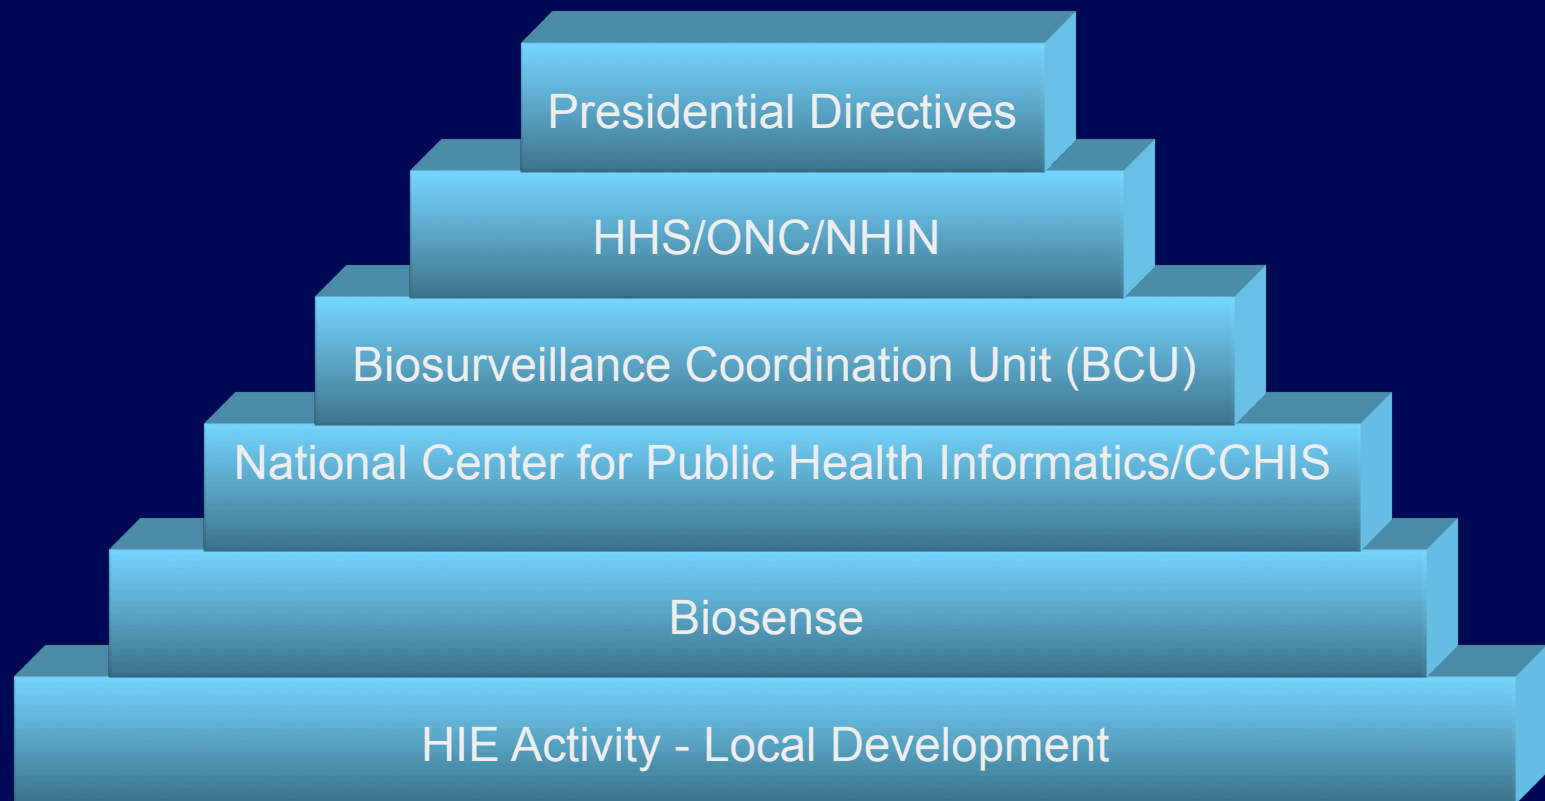 Presidential Directives
HHS/ONC/NHIN
Biosurveillance Coordination Unit (BCU)
National Center for Public Health Informatics/CCHIS
Biosense
HIE Activity - Local Development